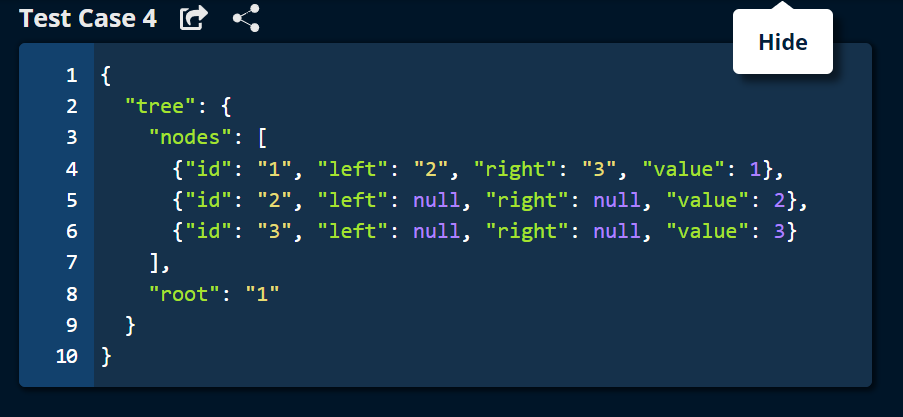 Test Case 4
Hide
1 {
2   "tree": {
3     "nodes": [
4       {"id": "1", "left": "2", "right": "3", "value": 1},
5       {"id": "2", "left": null, "right": null, "value": 2},
6       {"id": "3", "left": null, "right": null, "value": 3}
7     ],
8     "root": "1"
9   }
10 }